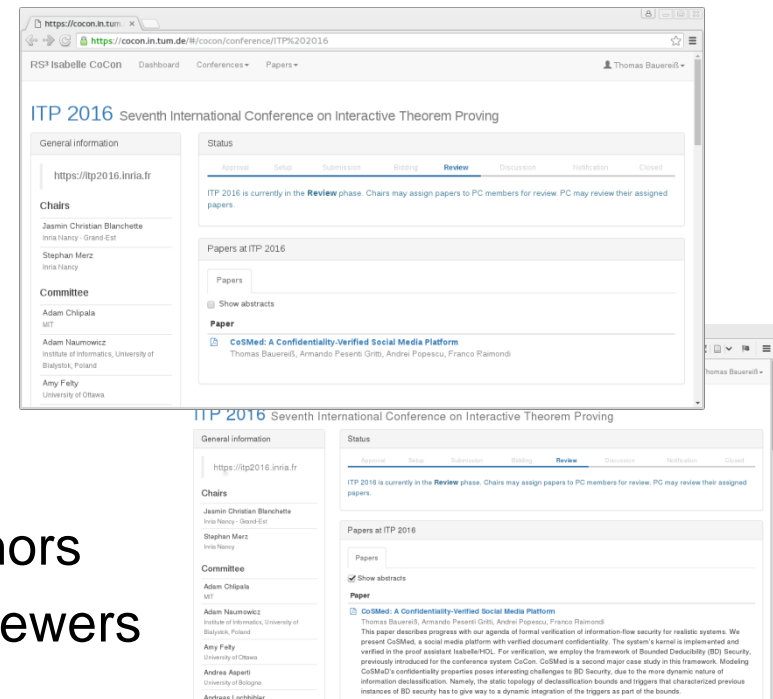 https://cocon.in.tum
https://cocon.in.tum.de/#/cocon/conference/ITP%202016
RS³ Isabelle CoCon Dashboard Conferences Papers Thomas Bauereiß
ITP 2016 Seventh International Conference on Interactive Theorem Proving
General information
https://itp2016.inria.fr
Chairs
Jasmin Christian Blanchette
Inria Nancy - Grand-Est
Stephan Merz
Inria Nancy
Committee
Adam Chlipala
MIT
Adam Naumowicz
Institute of Informatics, University of
Bialystok, Poland
Amy Felty
University of Ottawa
Status
Approval Setup Submission Bidding Review Discussion Notification Closed
ITP 2016 is currently in the Review phase. Chairs may assign papers to PC members for review. PC may review their assigned
papers.
Papers at ITP 2016
Papers
Show abstracts
Paper
CoSMed: A Confidentiality-Verified Social Media Platform
Thomas Bauereiß, Armando Pesenti Gritti, Andrei Popescu, Franco Raimondi
Thomas Bauereiß
ITP 2016 Seventh International Conference on Interactive Theorem Proving
General information
https://itp2016.inria.fr
Chairs
Jasmin Christian Blanchette
Inria Nancy - Grand-Est
Stephan Merz
Inria Nancy
Committee
Adam Chlipala
MIT
Adam Naumowicz
Institute of Informatics, University of
Bialystok, Poland
Amy Felty
University of Ottawa
Andrea Asperti
University of Bologna
Andreas Lochbihler
Status
Approval Setup Submission Bidding Review Discussion Notification Closed
ITP 2016 is currently in the Review phase. Chairs may assign papers to PC members for review. PC may review their assigned
papers.
Papers at ITP 2016
Papers
Show abstracts
Paper
CoSMed: A Confidentiality-Verified Social Media Platform
Thomas Bauereiß, Armando Pesenti Gritti, Andrei Popescu, Franco Raimondi
This paper describes progress with our agenda of formal verification of information-flow security for realistic systems. We
present CoSMed, a social media platform with verified document confidentiality. The system's kernel is implemented and
verified in the proof assistant Isabelle/HOL. For verification, we employ the framework of Bounded Deducibility (BD) Security,
previously introduced for the conference system CoCon. CoSMed is a second major case study in this framework. Modeling
CoSMeD's confidentiality properties poses interesting challenges to BD Security, due to the more dynamic nature of
information declassification. Namely, the static topology of declassification bounds and triggers that characterized previous
instances of BD security has to give way to a dynamic integration of the triggers as part of the bounds.
nors
ewers